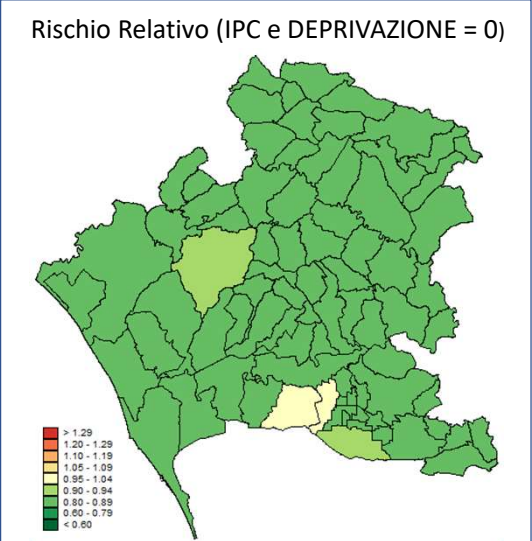 Rischio Relativo (IPC e DEPRIVAZIONE = 0)
> 1.29
1.20 - 1.29
1.10 - 1.19
1.05 - 1.09
0.95 - 1.04
0.90 - 0.94
0.80 - 0.89
0.60 - 0.79
< 0.60